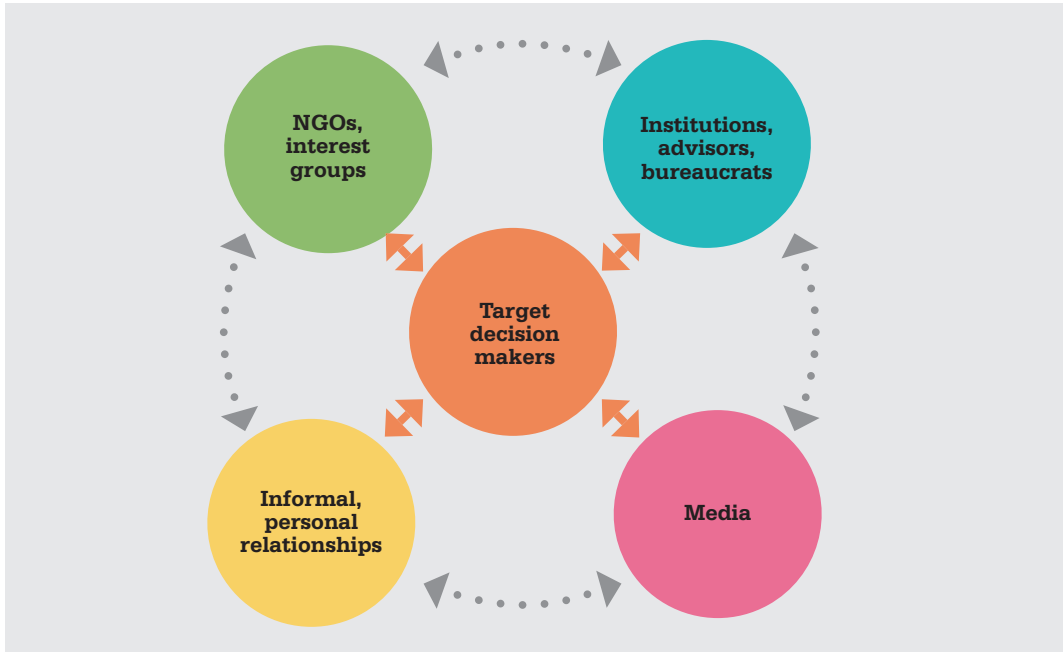 NGOs,
interest
groups
Institutions,
advisors,
bureaucrats
Target
decision
makers
Informal,
personal
relationships
Media